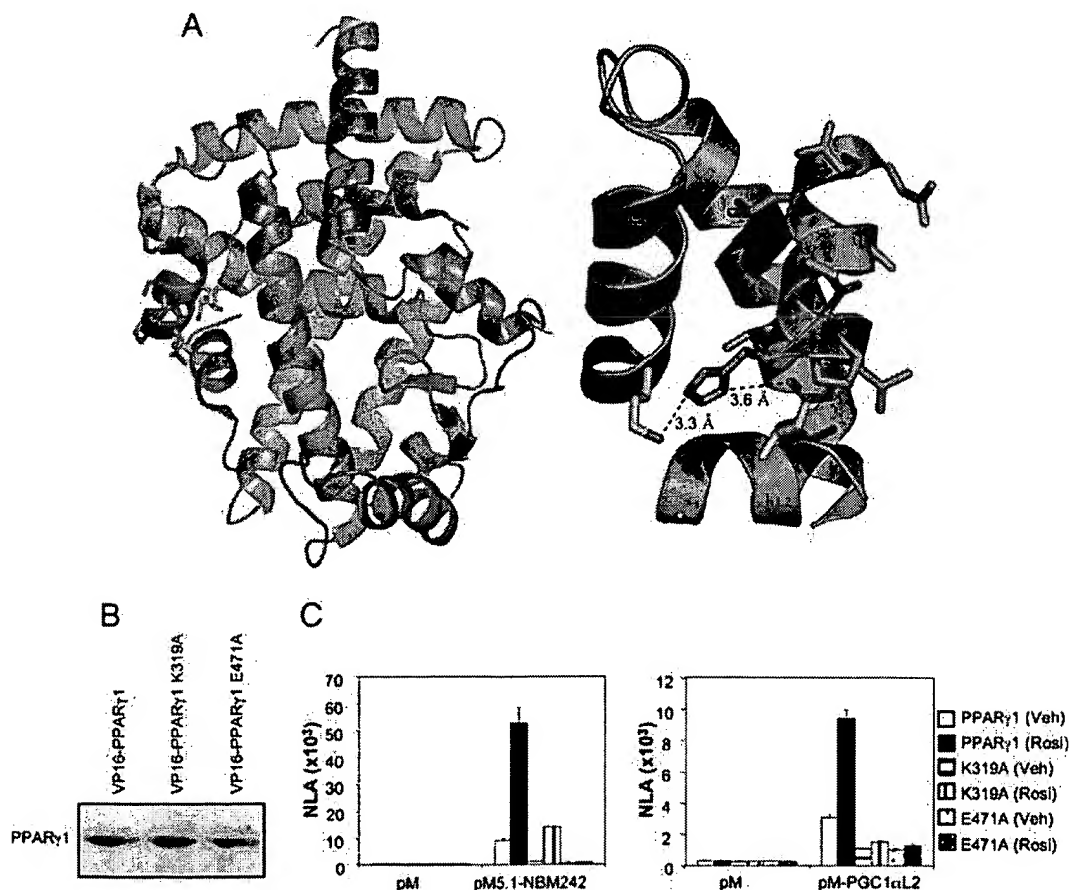 A
3.6 Å
3.3 Å
B
C
VP16-PPARγ1
VP16-PPARγ1 K319A
VP16-PPARγ1 E471A
PPARγ1
NLA (x10³)
70
60
50
40
30
20
10
0
pM
pM5.1-NBM242
NLA (x10³)
12
10
8
6
4
2
0
pM
pM-PGC1αL2
PPARγ1 (Veh)
PPARγ1 (Rosi)
K319A (Veh)
K319A (Rosi)
E471A (Veh)
E471A (Rosi)